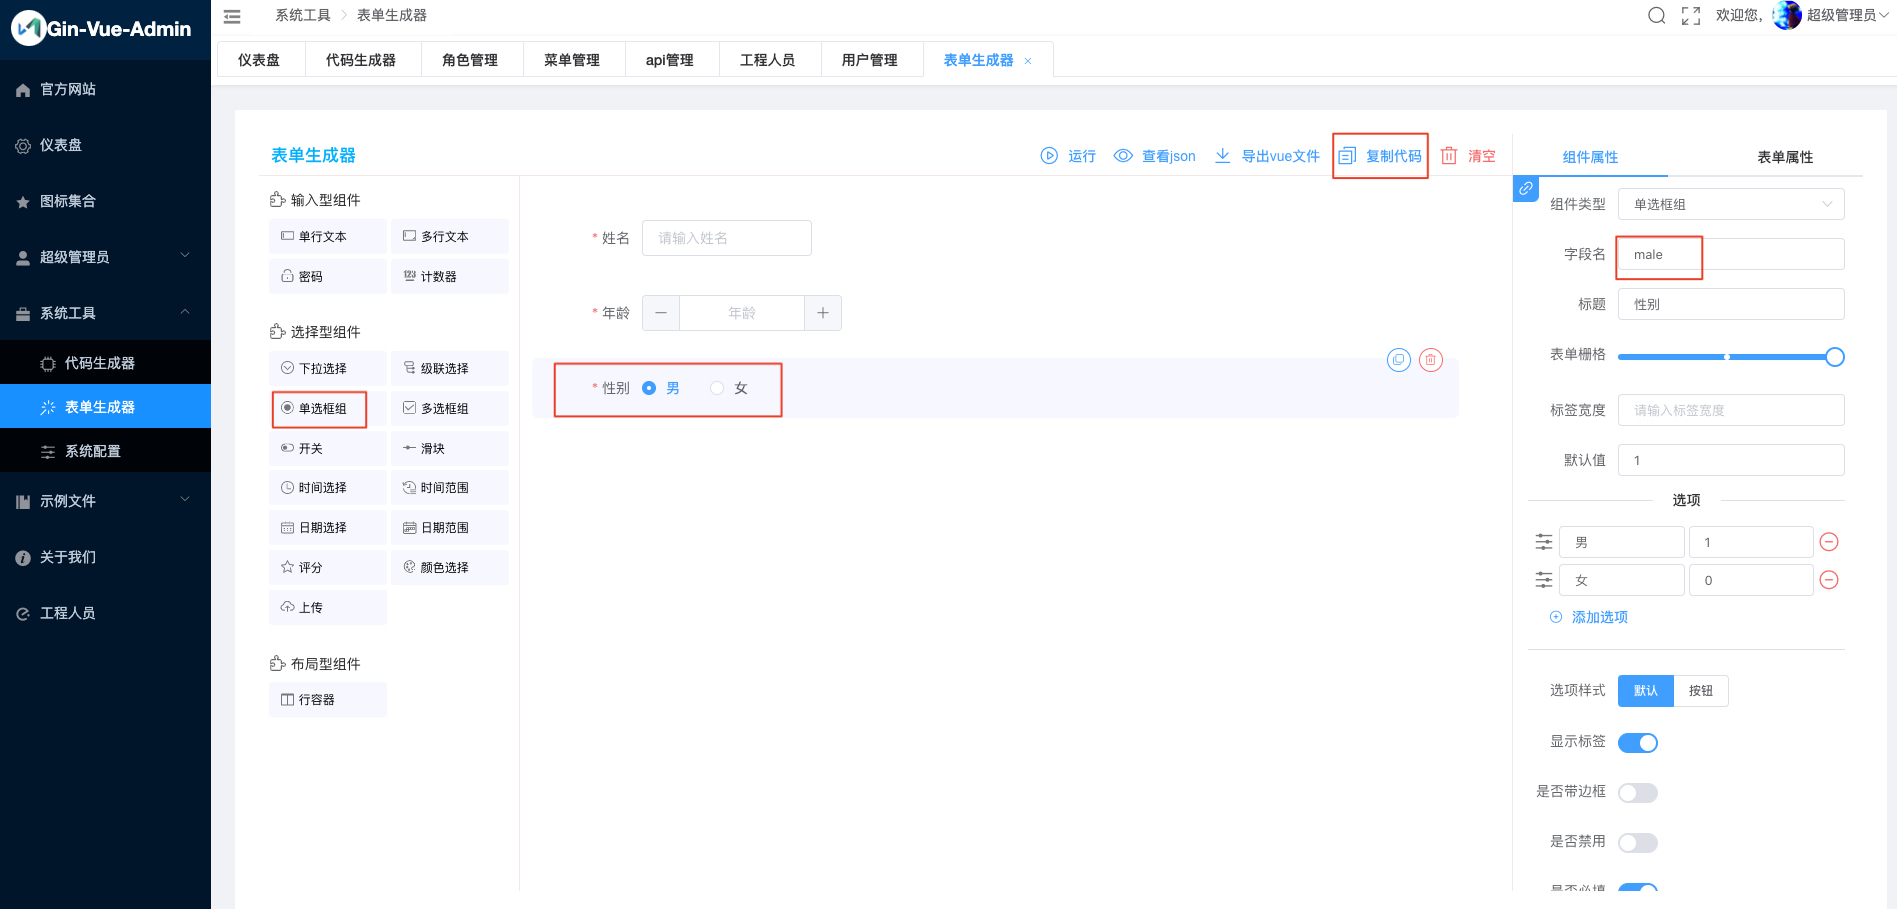 Gin-Vue-Admin
官方网站
仪表盘
图标集合
超级管理员
系统工具
代码生成器
表单生成器
系统配置
示例文件
关于我们
工程人员
系统工具 > 表单生成器
欢迎您, 超级管理员
仪表盘 代码生成器 角色管理 菜单管理 api管理 工程人员 用户管理 表单生成器 ×
表单生成器
运行 查看json 导出vue文件 复制代码 清空
输入型组件
单行文本 多行文本
密码 计数器
选择型组件
下拉选择 级联选择
单选框组 多选框组
开关 滑块
时间选择 时间范围
日期选择 日期范围
评分 颜色选择
上传
布局型组件
行容器
* 姓名 请输入姓名
* 年龄 — 年龄 +
* 性别 男 女
组件属性 表单属性
组件类型 单选框组
字段名 male
标题 性别
表单栅格
标签宽度 请输入标签宽度
默认值 1
选项
男 1
女 0
添加选项
选项样式 默认 按钮
显示标签
是否带边框
是否禁用
是否必填